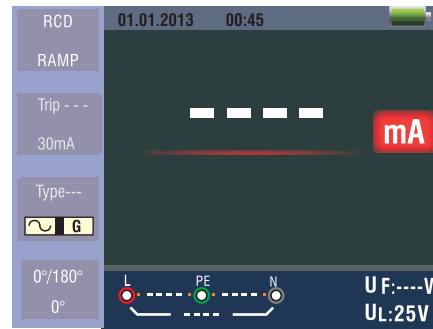 RCD
RAMP
01.01.2013 00:45
Trip - - -
30mA
- - - -
mA
Type---
G
0°/180°
0°
L PE N
U F:----V
UL:25V